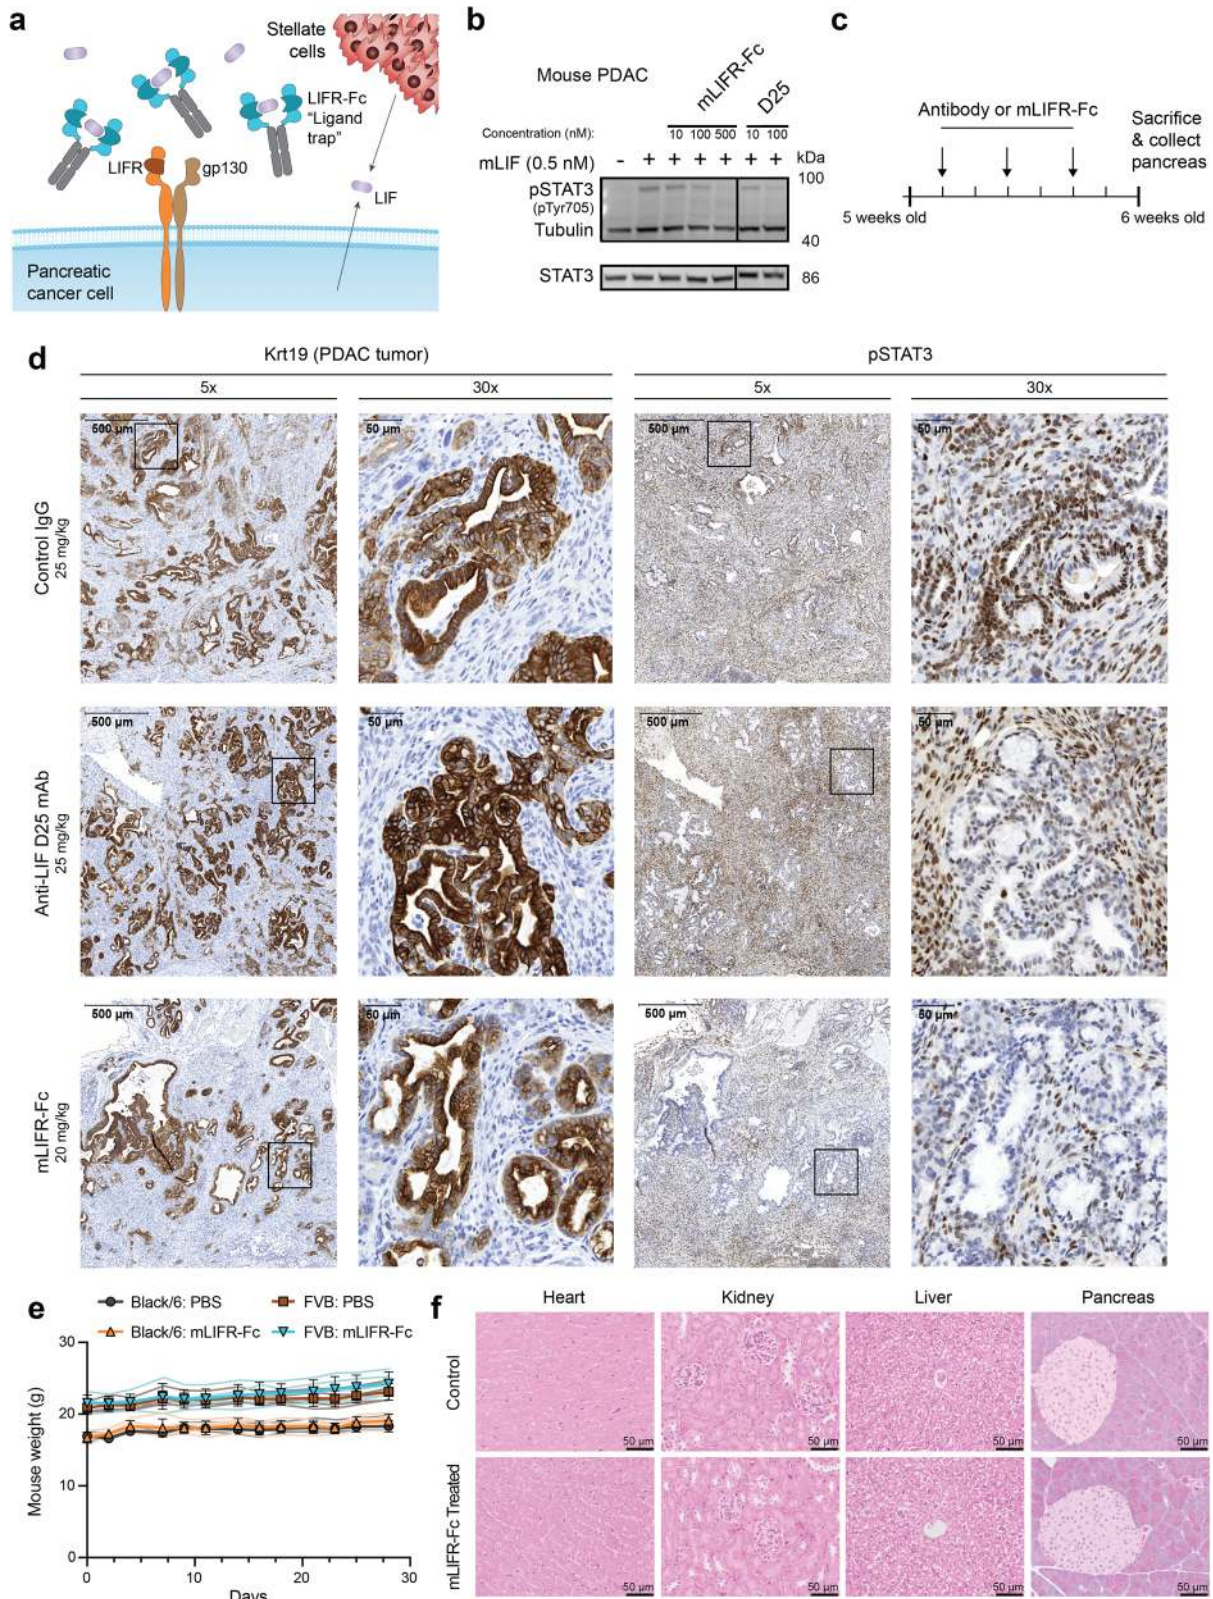 a
Stellate
cells
LIFR-Fc
“Ligand
trap”
LIFR
gp130
LIF
Pancreatic
cancer cell
b
Mouse PDAC
mLIFR-Fc
D25
Concentration (nM):
10 100 500 10 100
mLIF (0.5 nM) - + + + + + +
kDa
pSTAT3
(pTyr705)
100
Tubulin
40
STAT3
86
c
Antibody or mLIFR-Fc
Sacrifice
& collect
pancreas
5 weeks old
6 weeks old
d
Krt19 (PDAC tumor)
pSTAT3
5x 30x 5x 30x
Control IgG
25 mg/kg
500 µm 50 µm 500 µm 50 µm
Anti-LIF D25 mAb
25 mg/kg
500 µm 50 µm 500 µm 50 µm
mLIFR-Fc
20 mg/kg
500 µm 50 µm 500 µm 50 µm
e
Black/6: PBS
FVB: PBS
Black/6: mLIFR-Fc
FVB: mLIFR-Fc
Mouse weight (g)
30
20
10
0
0 10 20 30
Days
f
Heart Kidney Liver Pancreas
Control
50 µm 50 µm 50 µm 50 µm
mLIFR-Fc Treated
50 µm 50 µm 50 µm 50 µm